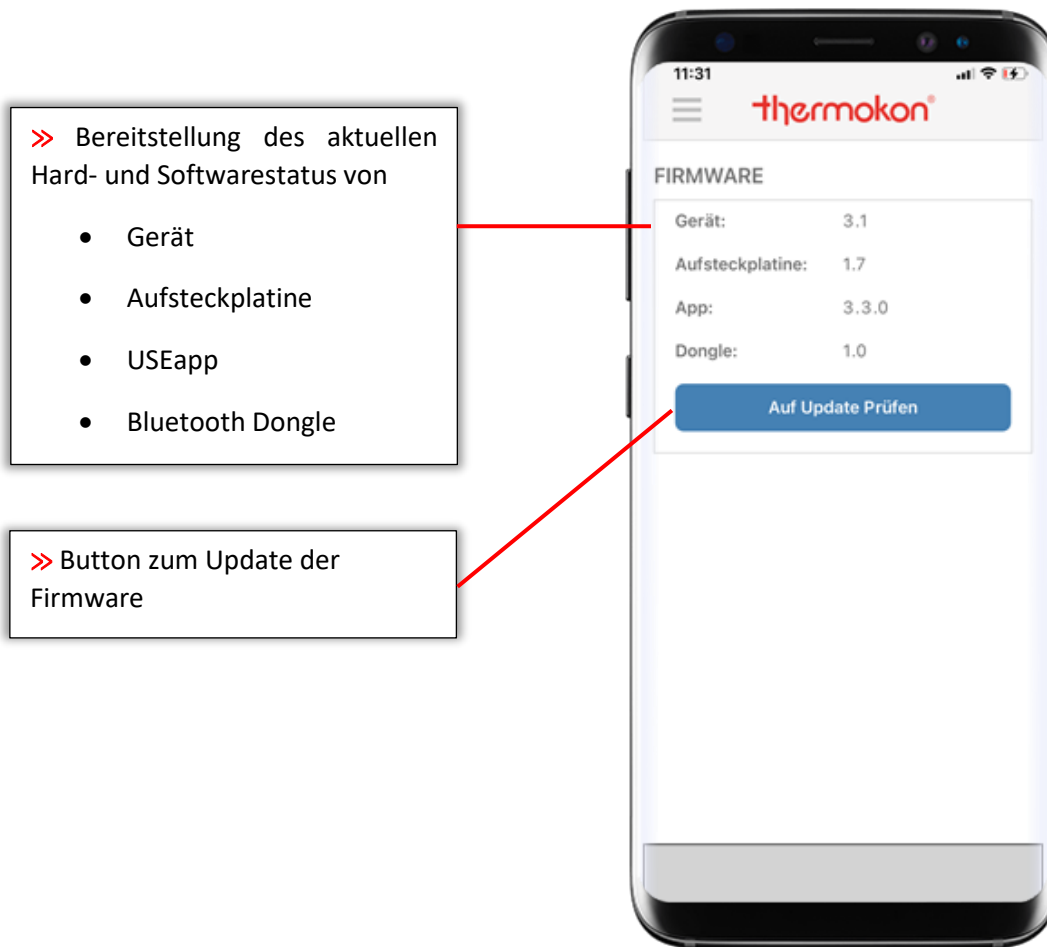 » Bereitstellung des aktuellen
Hard- und Softwarestatus von
• Gerät
• Aufsteckplatine
• USEapp
• Bluetooth Dongle
» Button zum Update der
Firmware
11:31
thermokon®
FIRMWARE
Gerät: 3.1
Aufsteckplatine: 1.7
App: 3.3.0
Dongle: 1.0
Auf Update Prüfen